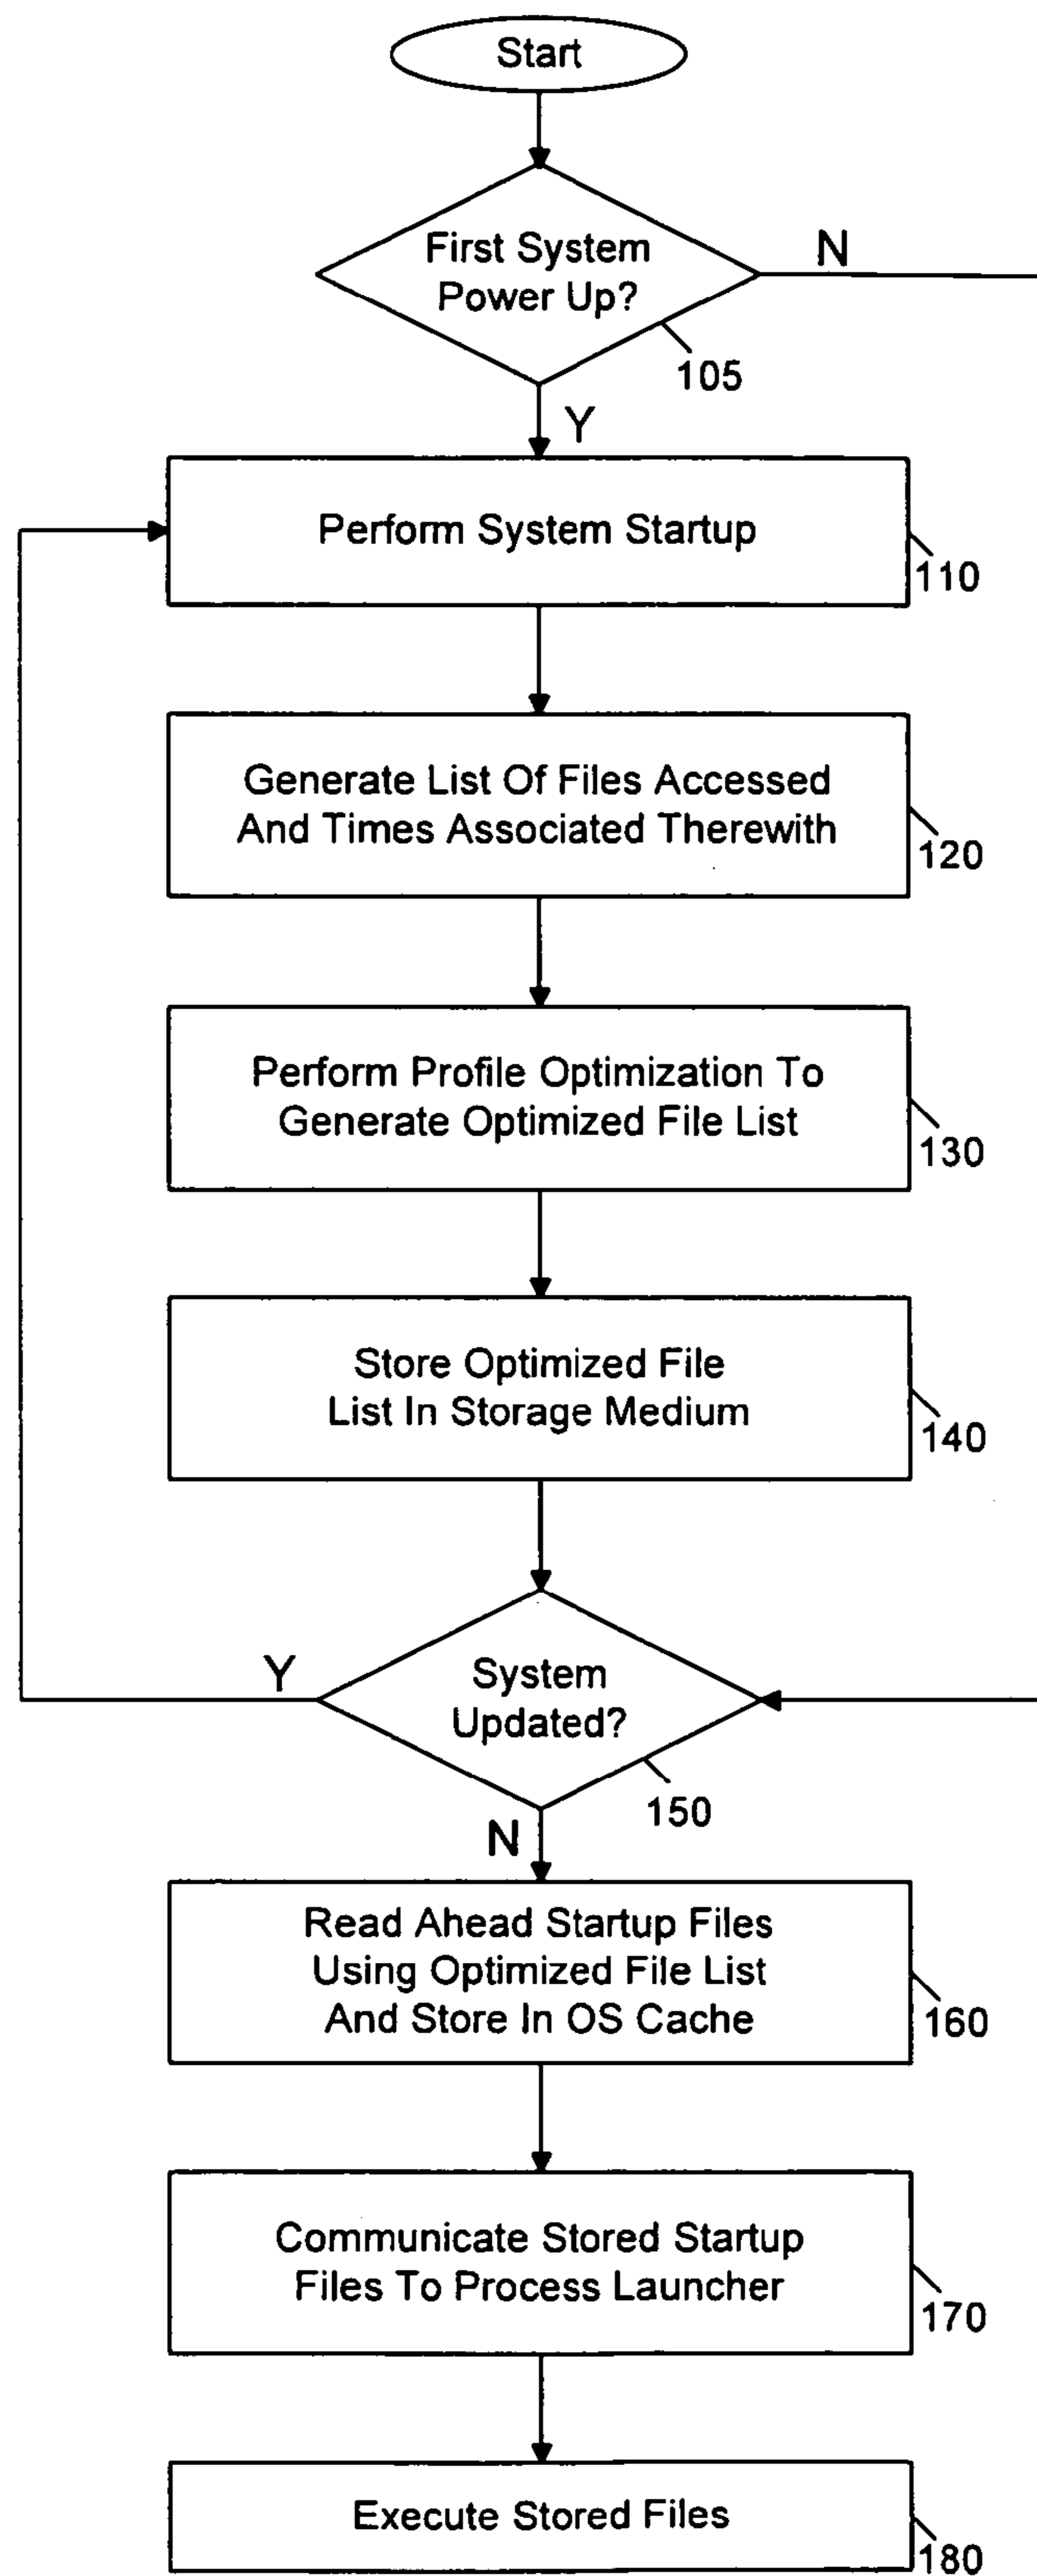 Start
First System
Power Up?
N
105
Y
Perform System Startup
110
Generate List Of Files Accessed
And Times Associated Therewith
120
Perform Profile Optimization To
Generate Optimized File List
130
Store Optimized File
List In Storage Medium
140
Y
System
Updated?
150
N
Read Ahead Startup Files
Using Optimized File List
And Store In OS Cache
160
Communicate Stored Startup
Files To Process Launcher
170
Execute Stored Files
180